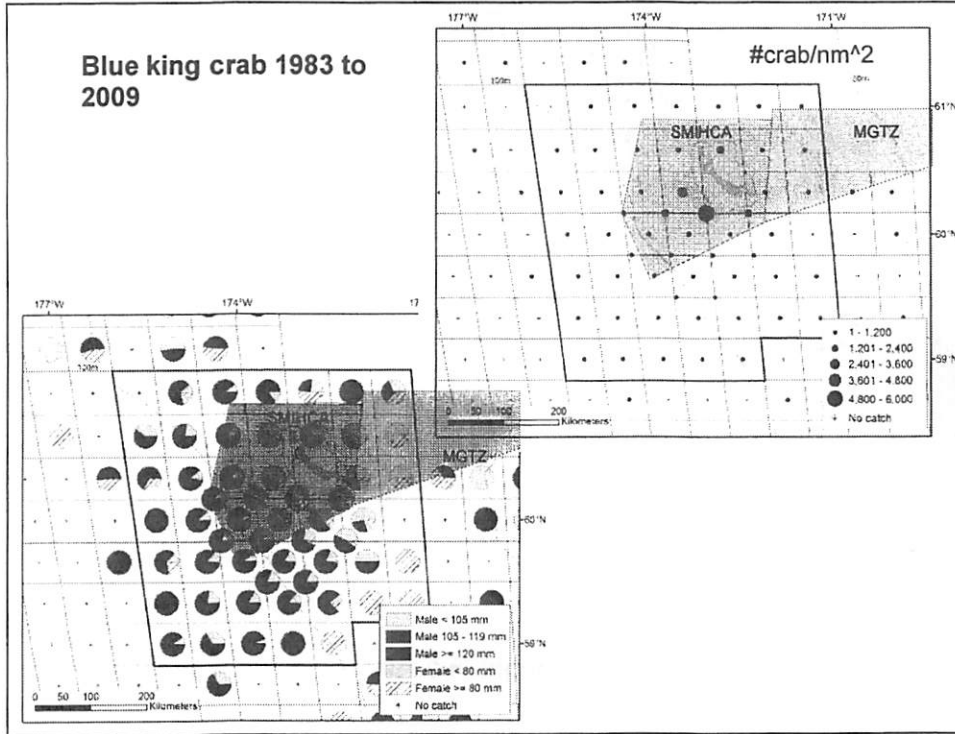 Blue king crab 1983 to
2009
177°W 174°W 171°W
#crab/nm^2
100m
61°N
SMIHCA MGTZ
60°N
59°N
1 - 1,200
1,201 - 2,400
2,401 - 3,600
3,601 - 4,800
4,800 - 6,000
No catch
0 50 100 200
Kilometers
177°W 174°W
100m
SMIHCA
MGTZ
60°N
59°N
Male < 105 mm
Male 105 - 119 mm
Male >= 120 mm
Female < 80 mm
Female >= 80 mm
No catch
0 50 100 200
Kilometers